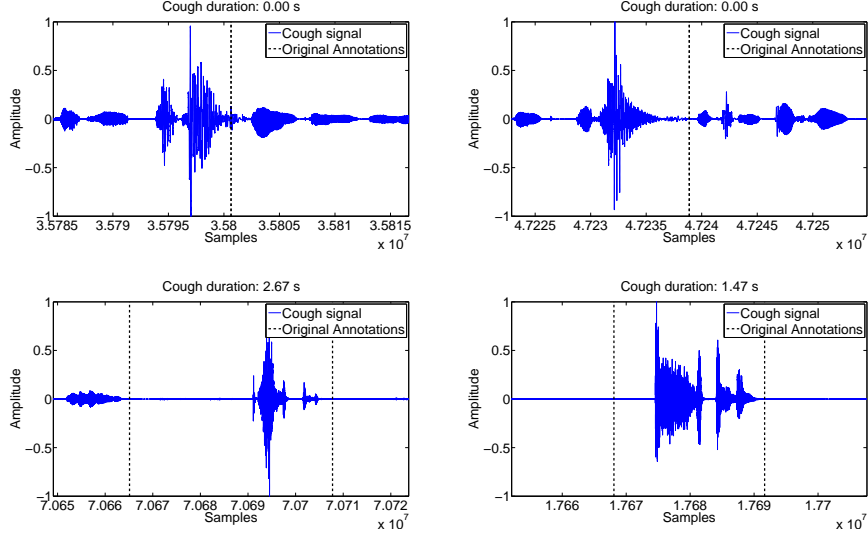 Cough duration: 0.00 s
1
0.5
0
−0.5
−1
Amplitude
Cough signal
Original Annotations
3.5785 3.579 3.5795 3.58 3.5805 3.581 3.5815
Samples
x 10^7
Cough duration: 0.00 s
1
0.5
0
−0.5
−1
Amplitude
Cough signal
Original Annotations
4.7225 4.723 4.7235 4.724 4.7245 4.725
Samples
x 10^7
Cough duration: 2.67 s
1
0.5
0
−0.5
−1
Amplitude
Cough signal
Original Annotations
7.065 7.066 7.067 7.068 7.069 7.07 7.071 7.072
Samples
x 10^7
Cough duration: 1.47 s
1
0.5
0
−0.5
−1
Amplitude
Cough signal
Original Annotations
1.766 1.767 1.768 1.769 1.77
Samples
x 10^7